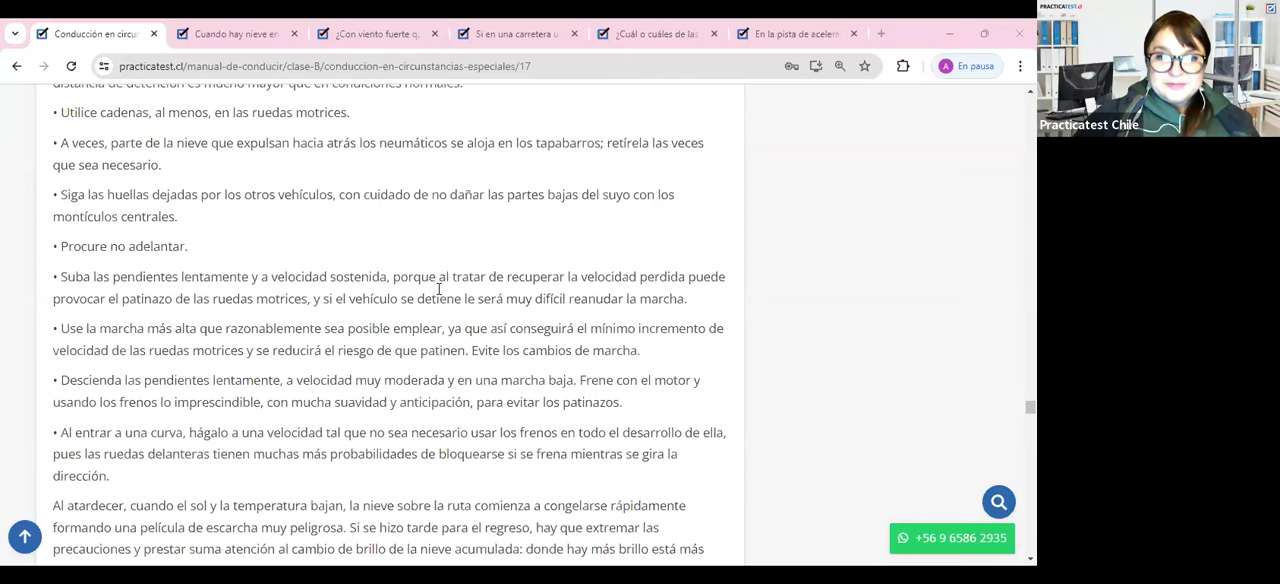 PRACTICATEST.cl
Conducción en circur
Cuando hay nieve en
¿Con viento fuerte q
Si en una carretera u
¿Cuál o cuáles de las
En la pista de acelera
practicatest.cl/manual-de-conducir/clase-B/conduccion-en-circunstancias-especiales/17
A
En pausa
Practicatest Chile
distancia de detención es mucho mayor que en condiciones normales.
• Utilice cadenas, al menos, en las ruedas motrices.
• A veces, parte de la nieve que expulsan hacia atrás los neumáticos se aloja en los tapabarros; retírela las veces
que sea necesario.
• Siga las huellas dejadas por los otros vehículos, con cuidado de no dañar las partes bajas del suyo con los
montículos centrales.
• Procure no adelantar.
• Suba las pendientes lentamente y a velocidad sostenida, porque al tratar de recuperar la velocidad perdida puede
provocar el patinazo de las ruedas motrices, y si el vehículo se detiene le será muy difícil reanudar la marcha.
• Use la marcha más alta que razonablemente sea posible emplear, ya que así conseguirá el mínimo incremento de
velocidad de las ruedas motrices y se reducirá el riesgo de que patinen. Evite los cambios de marcha.
• Descienda las pendientes lentamente, a velocidad muy moderada y en una marcha baja. Frene con el motor y
usando los frenos lo imprescindible, con mucha suavidad y anticipación, para evitar los patinazos.
• Al entrar a una curva, hágalo a una velocidad tal que no sea necesario usar los frenos en todo el desarrollo de ella,
pues las ruedas delanteras tienen muchas más probabilidades de bloquearse si se frena mientras se gira la
dirección.
Al atardecer, cuando el sol y la temperatura bajan, la nieve sobre la ruta comienza a congelarse rápidamente
formando una película de escarcha muy peligrosa. Si se hizo tarde para el regreso, hay que extremar las
precauciones y prestar suma atención al cambio de brillo de la nieve acumulada: donde hay más brillo está más
+56 9 6586 2935